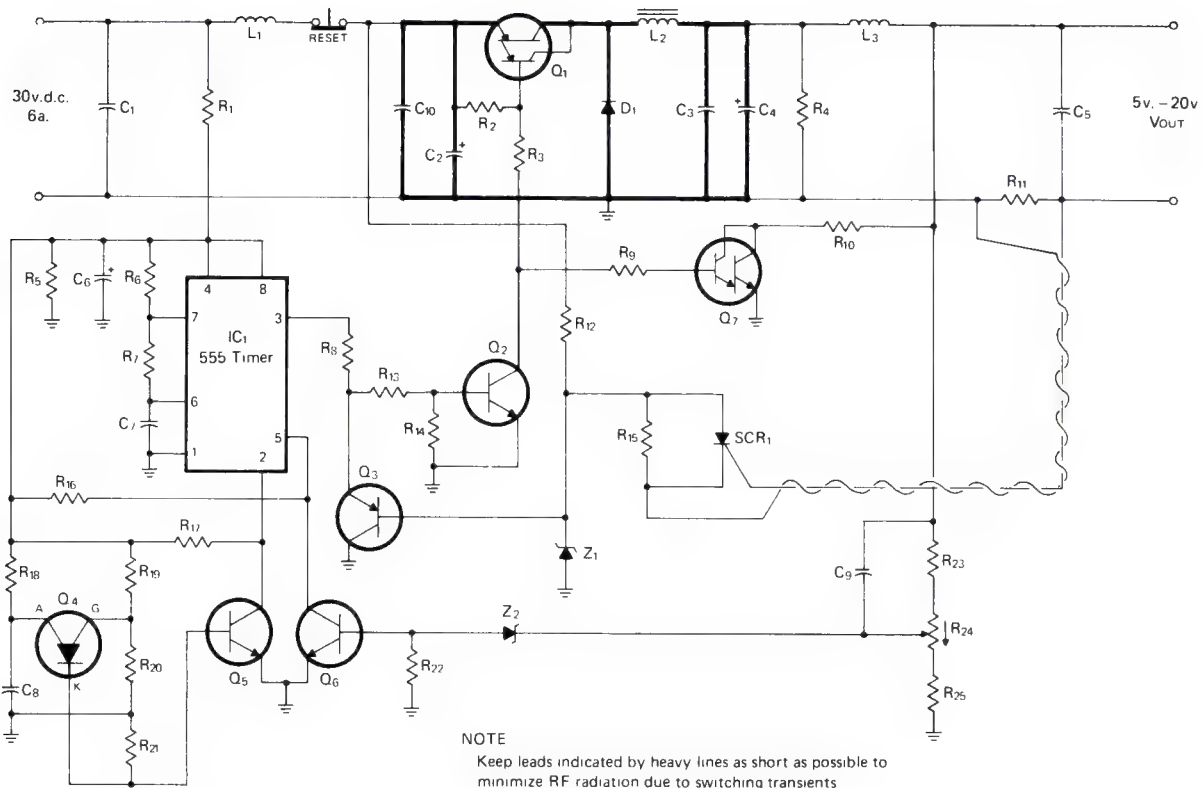 L1
RESET
Q1
L2
L3
30v.d.c.
6a.
C1
R1
C10
R2
C2
+
R3
D1
C3
+
C4
R4
C5
5v. – 20v
VOUT
R11
R5
C6
+
R6
4
8
7
3
IC1
555 Timer
R7
6
5
C7
1
2
R8
R13
Q2
R14
R9
Q7
R10
R12
R15
SCR1
R16
R17
Q3
Z1
R18
R19
A
Q4
G
K
R20
C8
R21
Q5
Q6
R22
Z2
C9
R23
R24
R25
NOTE
Keep leads indicated by heavy lines as short as possible to
minimize RF radiation due to switching transients